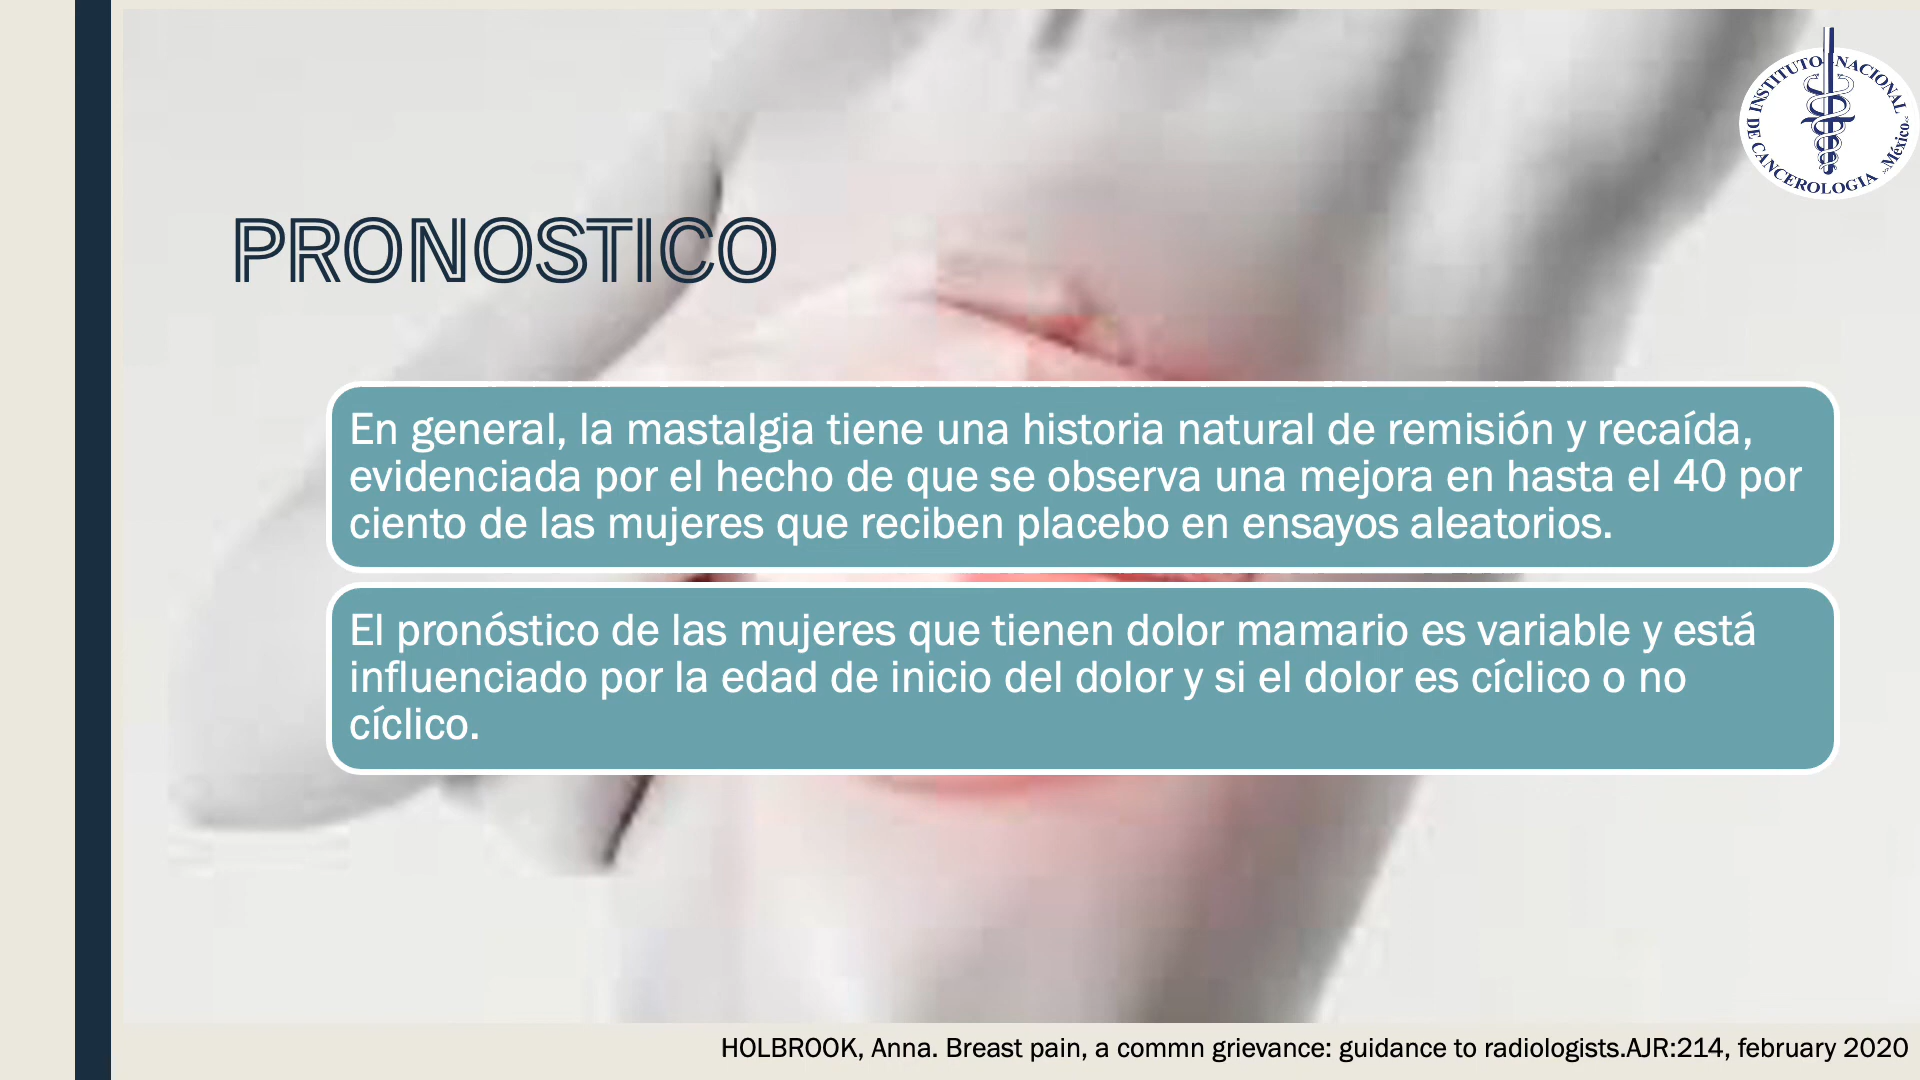 INSTITUTO NACIONAL
DE CANCEROLOGIA
México
PRONOSTICO
En general, la mastalgia tiene una historia natural de remisión y recaída,
evidenciada por el hecho de que se observa una mejora en hasta el 40 por
ciento de las mujeres que reciben placebo en ensayos aleatorios.
El pronóstico de las mujeres que tienen dolor mamario es variable y está
influenciado por la edad de inicio del dolor y si el dolor es cíclico o no
cíclico.
HOLBROOK, Anna. Breast pain, a commn grievance: guidance to radiologists.AJR:214, february 2020